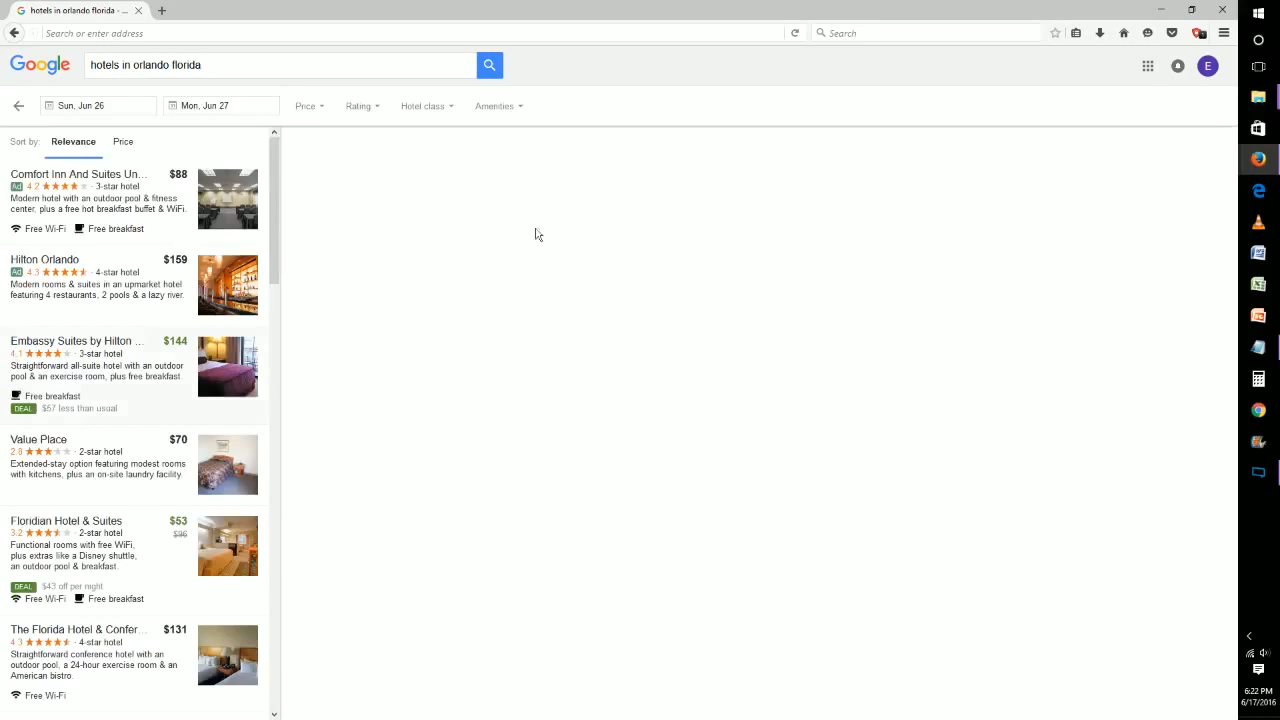 hotels in orlando florida - ...
Search or enter address
Search
Google
hotels in orlando florida
E
Sun, Jun 26
Mon, Jun 27
Price
Rating
Hotel class
Amenities
Sort by:
Relevance
Price
Comfort Inn And Suites Un...
$88
Ad 4.2 · 3-star hotel
Modern hotel with an outdoor pool & fitness
center, plus a free hot breakfast buffet & WiFi.
Free Wi-Fi
Free breakfast
Hilton Orlando
$159
Ad 4.3 · 4-star hotel
Modern rooms & suites in an upmarket hotel
featuring 4 restaurants, 2 pools & a lazy river.
Embassy Suites by Hilton ...
$144
4.1 · 3-star hotel
Straightforward all-suite hotel with an outdoor
pool & an exercise room, plus free breakfast.
Free breakfast
DEAL $57 less than usual
Value Place
$70
2.8 · 2-star hotel
Extended-stay option featuring modest rooms
with kitchens, plus an on-site laundry facility.
Floridian Hotel & Suites
$53
3.2 · 2-star hotel
$96
Functional rooms with free WiFi,
plus extras like a Disney shuttle,
an outdoor pool & breakfast.
DEAL $43 off per night
Free Wi-Fi
Free breakfast
The Florida Hotel & Confer...
$131
4.3 · 4-star hotel
Straightforward conference hotel with an
outdoor pool, a 24-hour exercise room & an
American bistro.
Free Wi-Fi
6:22 PM
6/17/2016